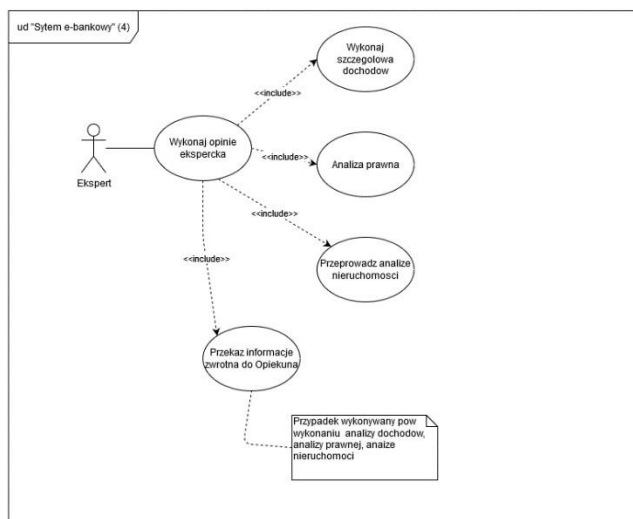 ud "Sytem e-bankowy" (4)
Wykonaj
szczegolowa
dochodow
<<include>>
Wykonaj opinie
ekspercka
<<include>>
Analiza prawna
Ekspert
<<include>>
Przeprowadz analize
nieruchomosci
<<include>>
Przekaz informacje
zwrotna do Opiekuna
Przypadek wykonywany pow
wykonaniu analizy dochodow,
analizy prawnej, anaize
nieruchomoci